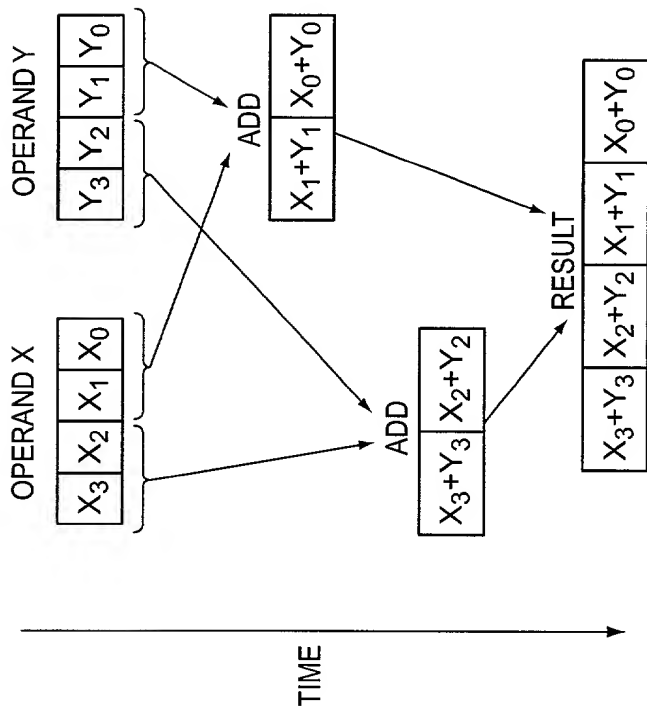 OPERAND X
OPERAND Y
X₃ X₂ X₁ X₀
Y₃ Y₂ Y₁ Y₀
ADD
X₁+Y₁ X₀+Y₀
ADD
X₃+Y₃ X₂+Y₂
RESULT
X₃+Y₃ X₂+Y₂ X₁+Y₁ X₀+Y₀
TIME